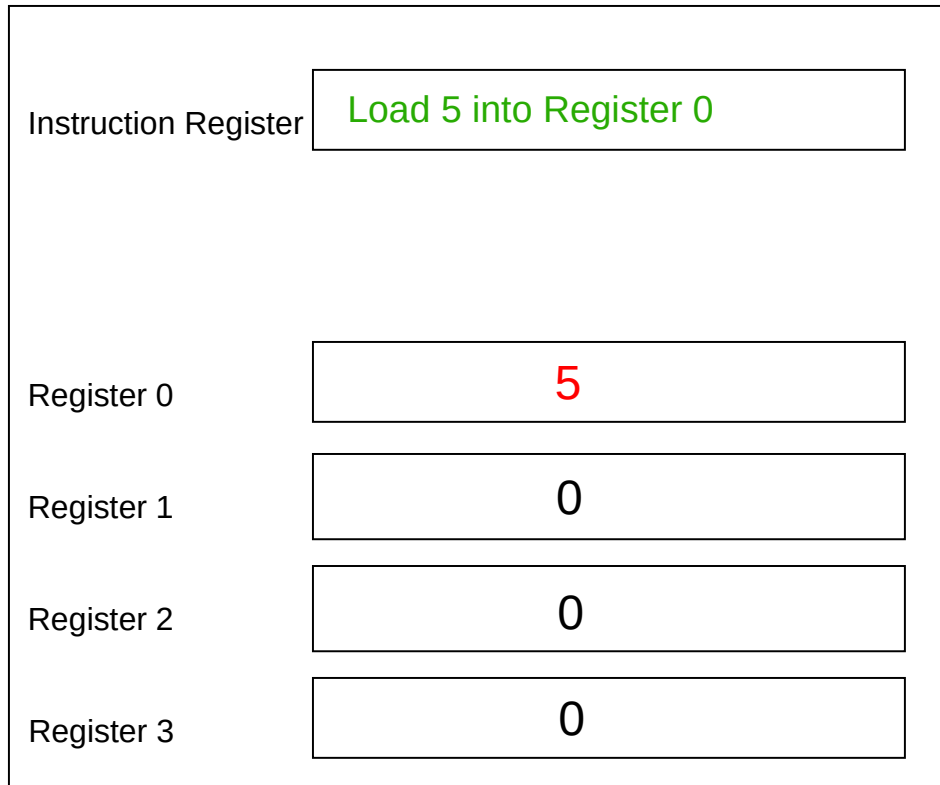 Instruction Register Load 5 into Register 0
Register 0 5
Register 1 0
Register 2 0
Register 3 0